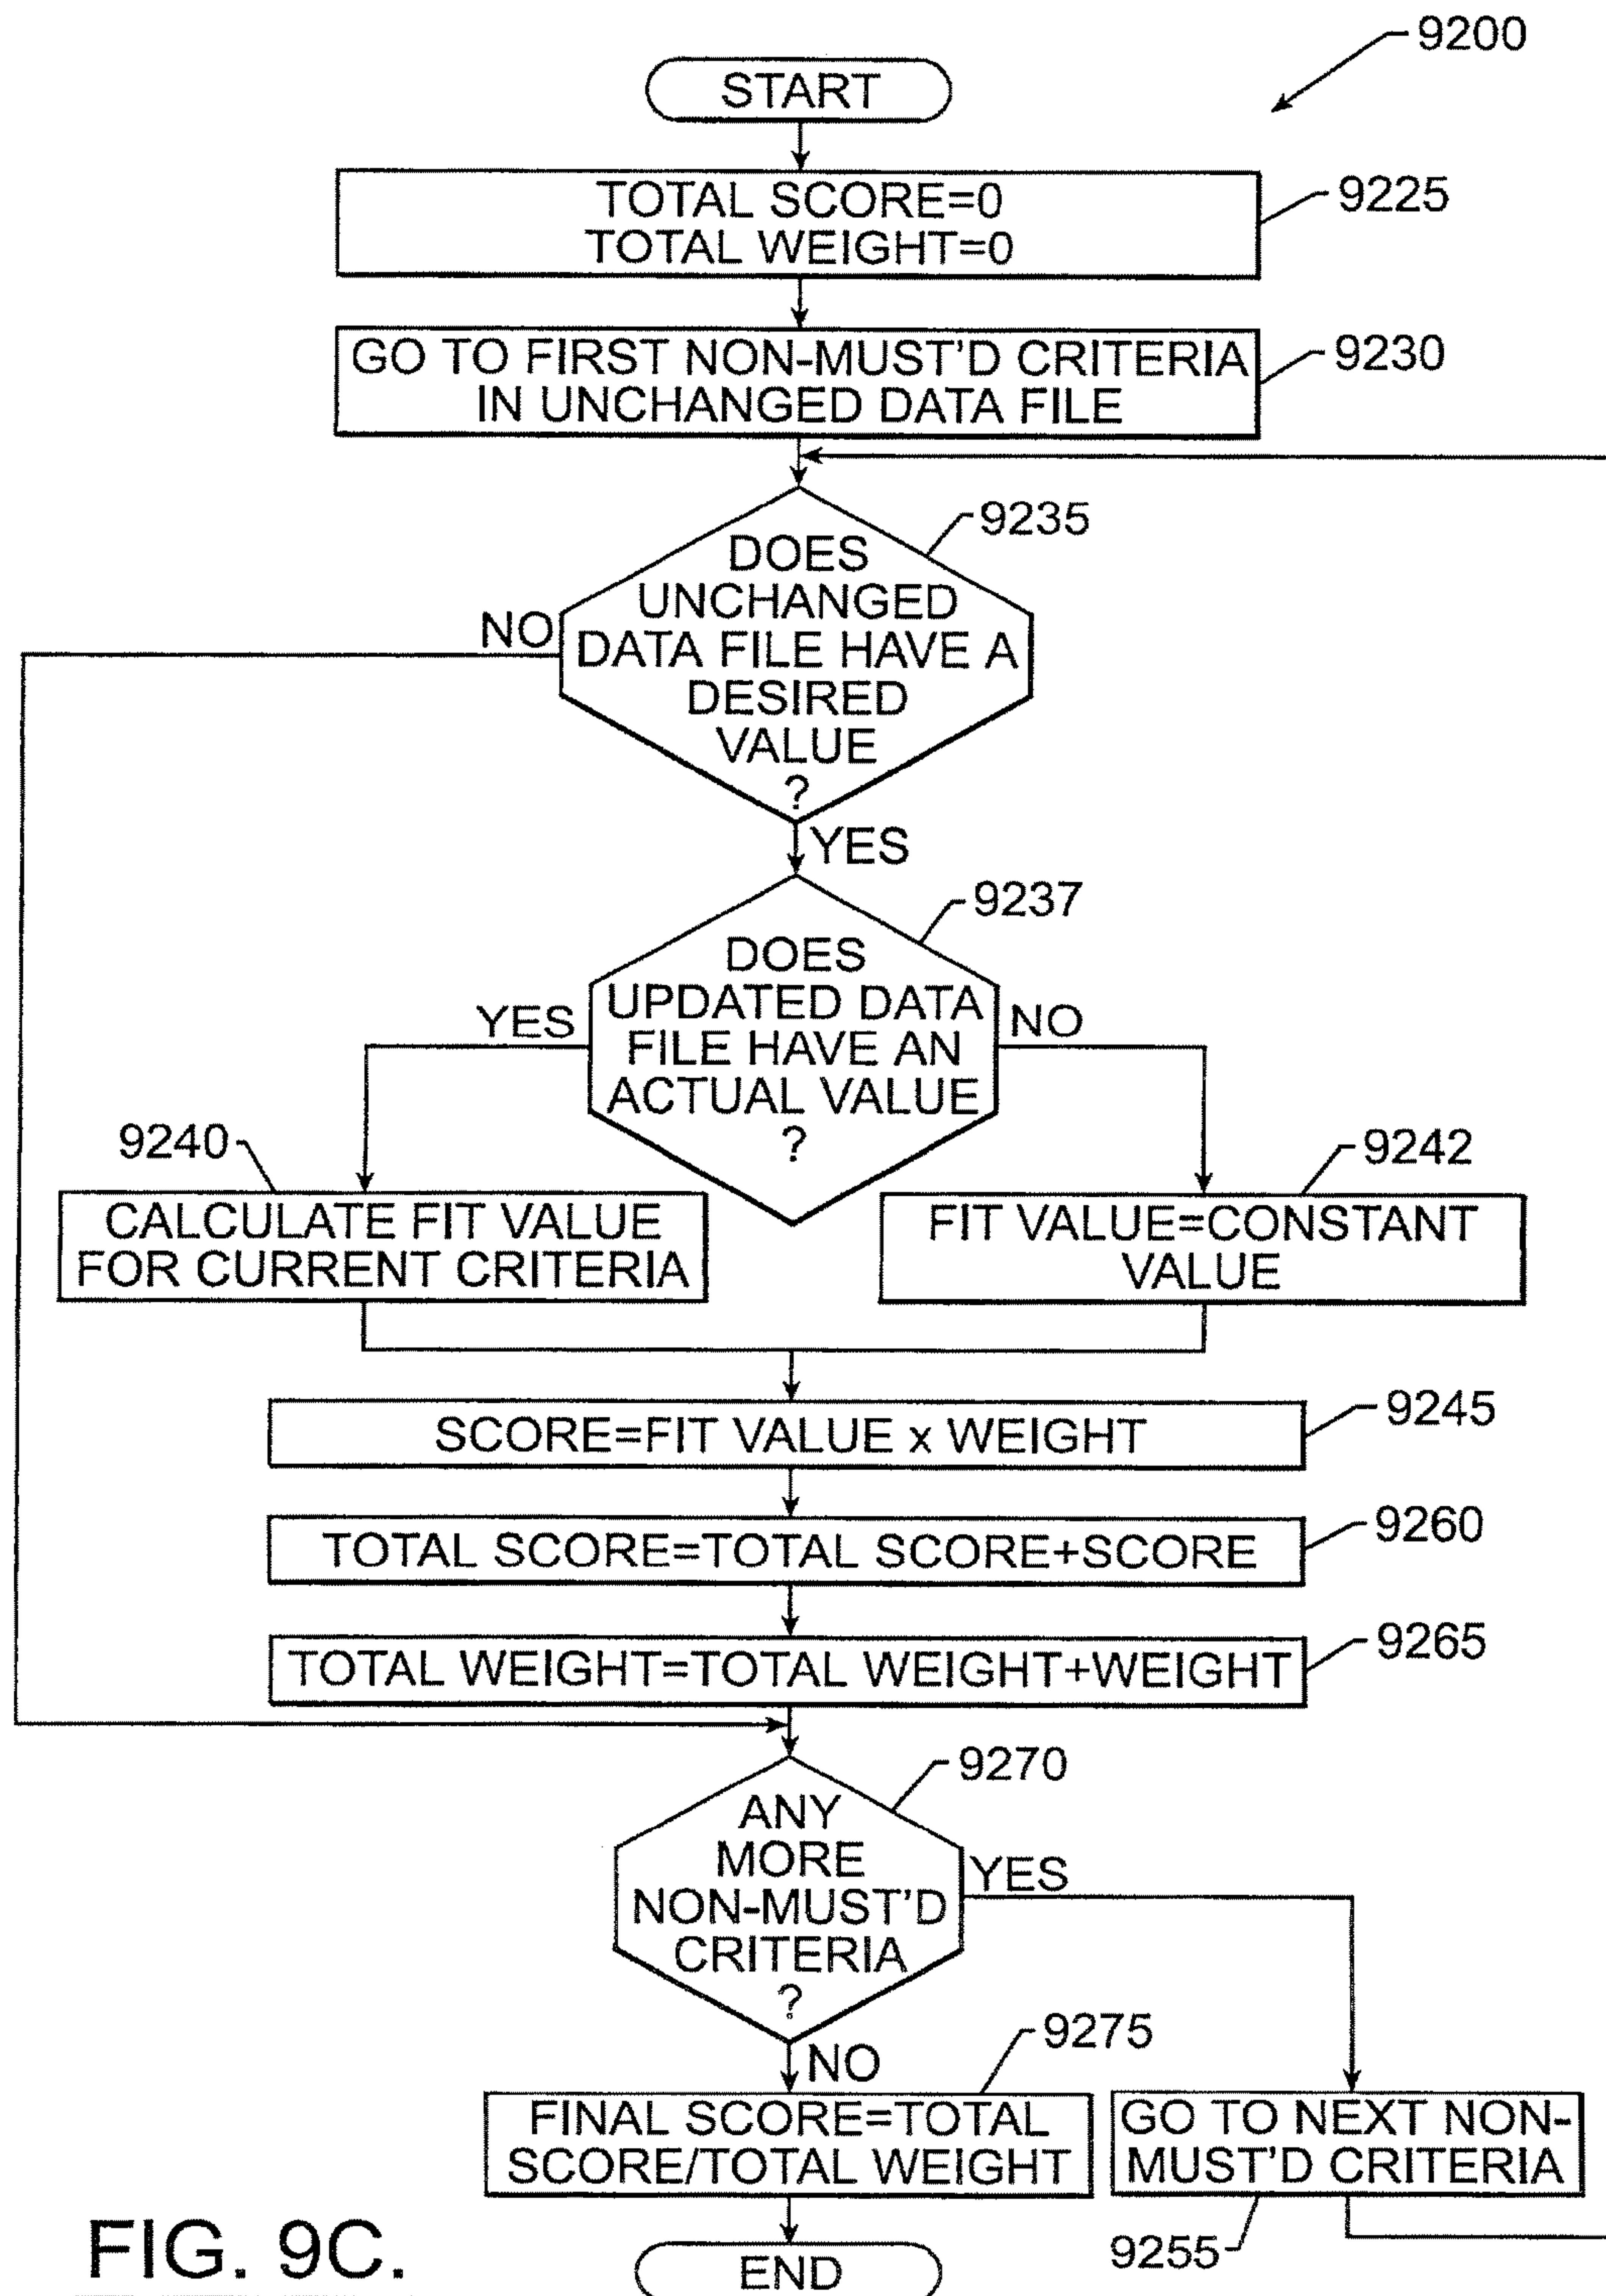 9200
START
TOTAL SCORE=0
TOTAL WEIGHT=0
9225
GO TO FIRST NON-MUST'D CRITERIA
IN UNCHANGED DATA FILE
9230
9235
DOES
UNCHANGED
DATA FILE HAVE A
DESIRED
VALUE
?
NO
YES
9237
DOES
UPDATED DATA
FILE HAVE AN
ACTUAL VALUE
?
YES
NO
9240
CALCULATE FIT VALUE
FOR CURRENT CRITERIA
9242
FIT VALUE=CONSTANT
VALUE
SCORE=FIT VALUE x WEIGHT
9245
TOTAL SCORE=TOTAL SCORE+SCORE
9260
TOTAL WEIGHT=TOTAL WEIGHT+WEIGHT
9265
9270
ANY
MORE
NON-MUST'D
CRITERIA
?
YES
NO
9275
FINAL SCORE=TOTAL
SCORE/TOTAL WEIGHT
GO TO NEXT NON-
MUST'D CRITERIA
9255
END
FIG. 9C.